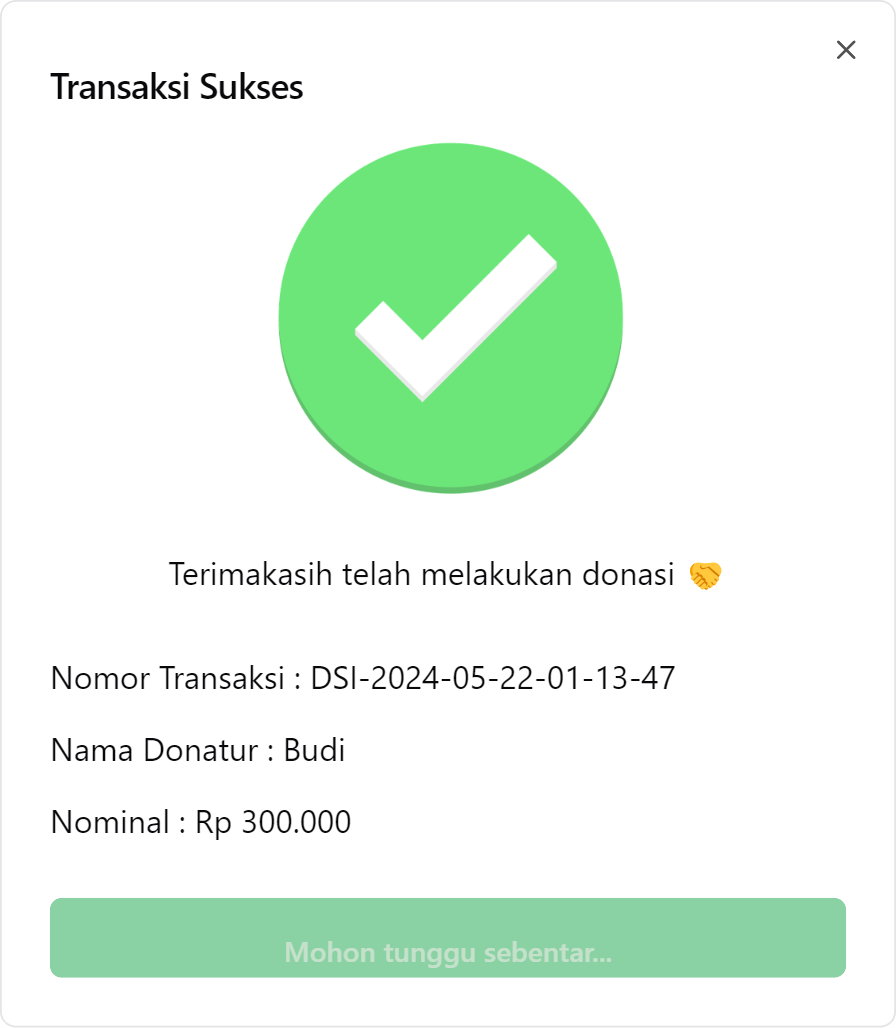 Transaksi Sukses
Terimakasih telah melakukan donasi 🤝
Nomor Transaksi : DSI-2024-05-22-01-13-47
Nama Donatur : Budi
Nominal : Rp 300.000
Mohon tunggu sebentar...